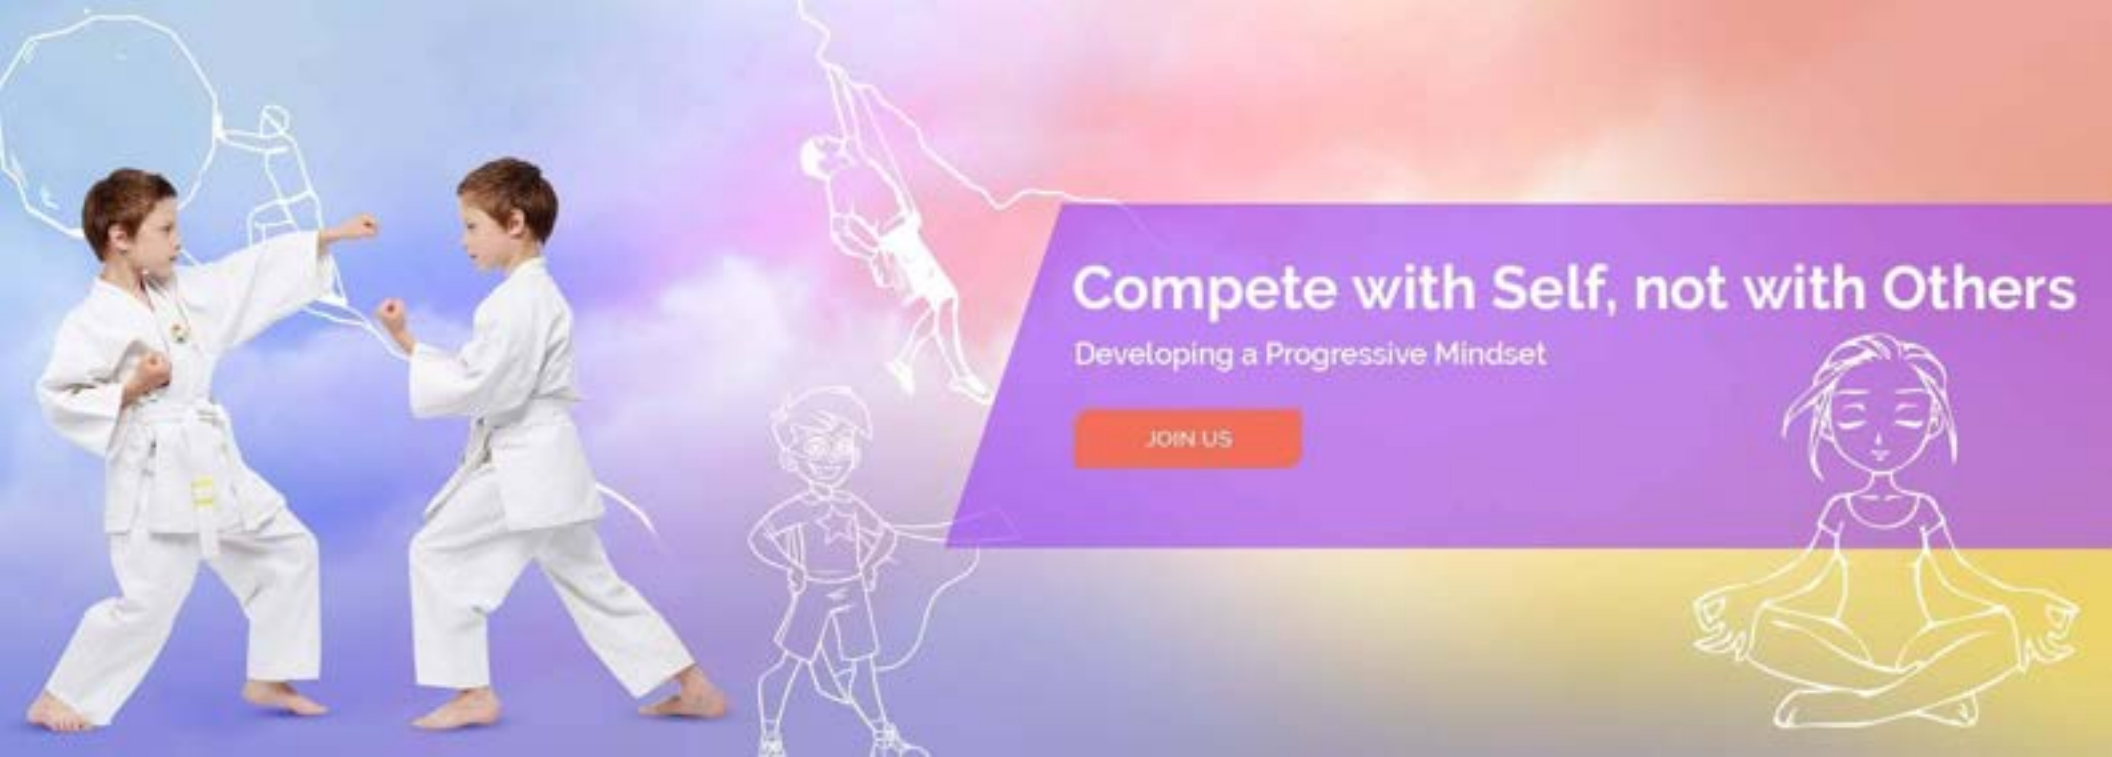 Compete with Self, not with Others
Developing a Progressive Mindset
JOIN US